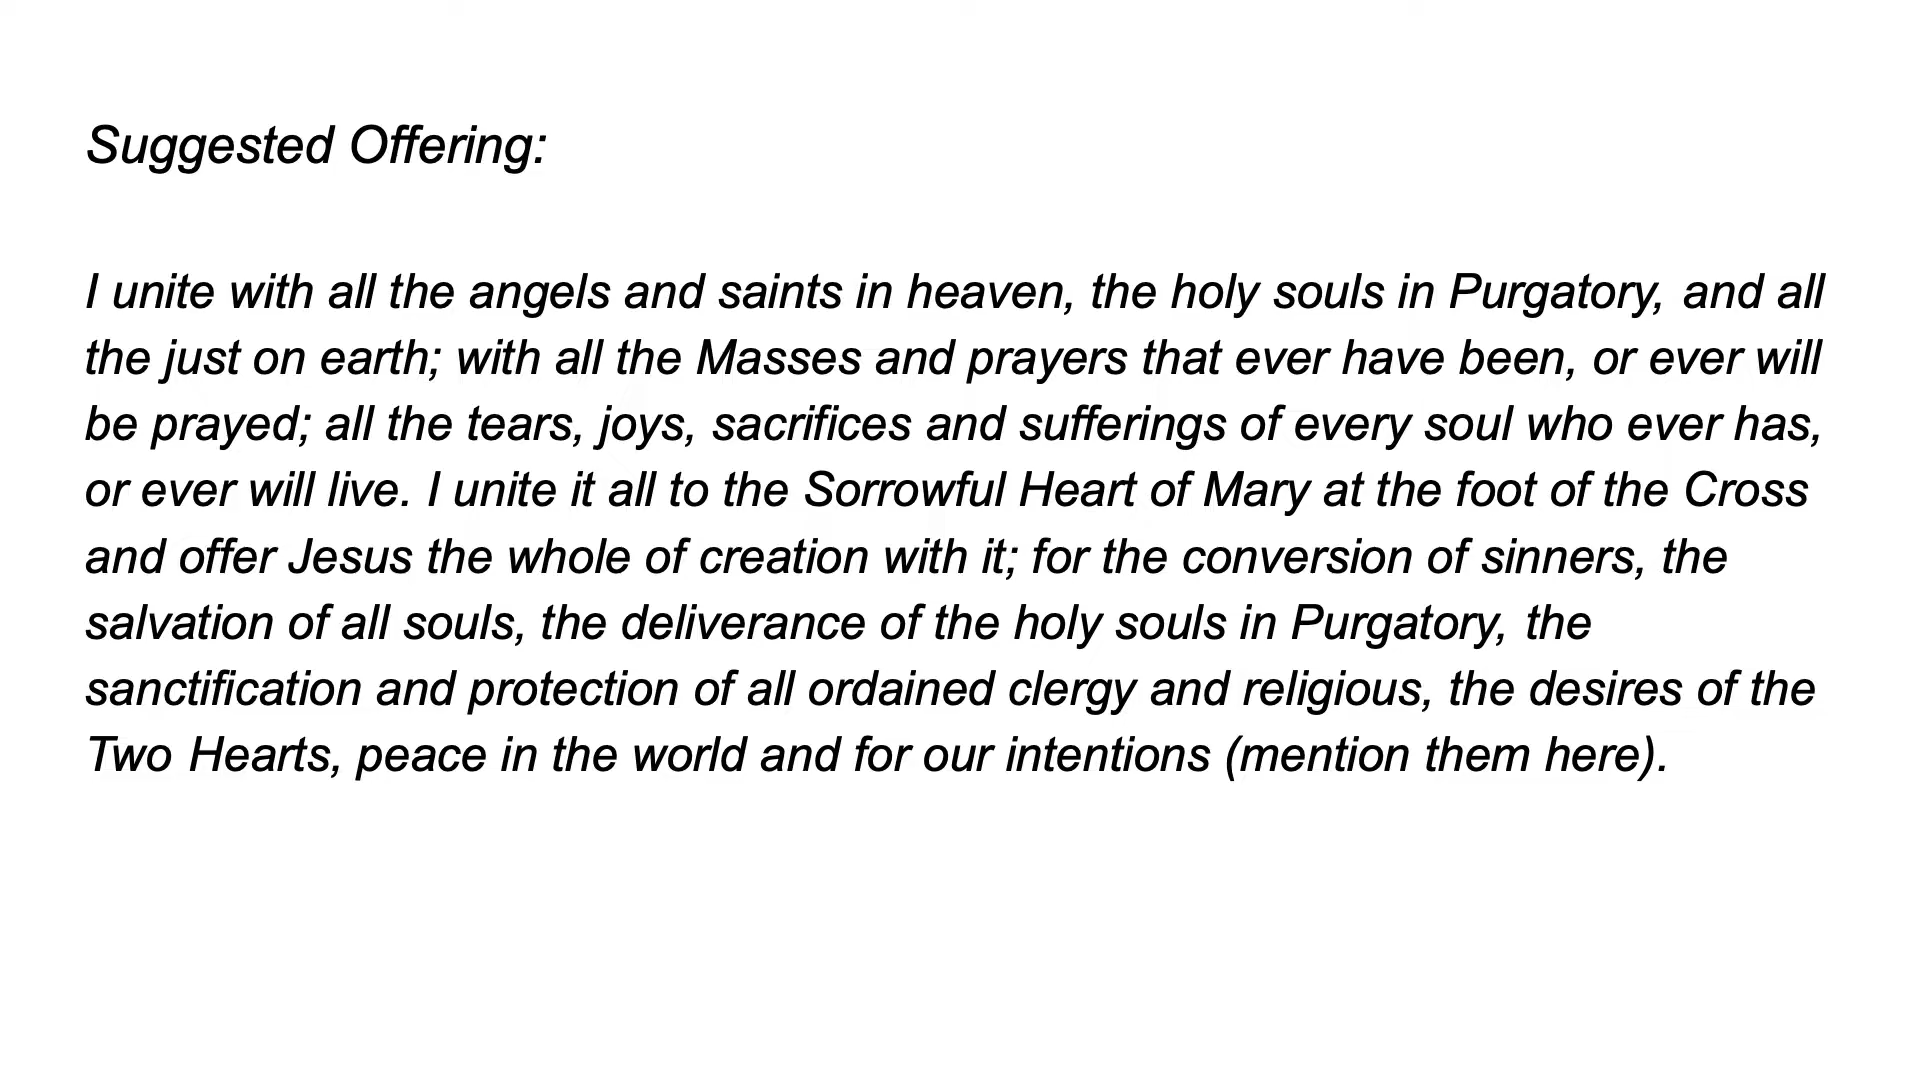 Suggested Offering:
I unite with all the angels and saints in heaven, the holy souls in Purgatory, and all
the just on earth; with all the Masses and prayers that ever have been, or ever will
be prayed; all the tears, joys, sacrifices and sufferings of every soul who ever has,
or ever will live. I unite it all to the Sorrowful Heart of Mary at the foot of the Cross
and offer Jesus the whole of creation with it; for the conversion of sinners, the
salvation of all souls, the deliverance of the holy souls in Purgatory, the
sanctification and protection of all ordained clergy and religious, the desires of the
Two Hearts, peace in the world and for our intentions (mention them here).